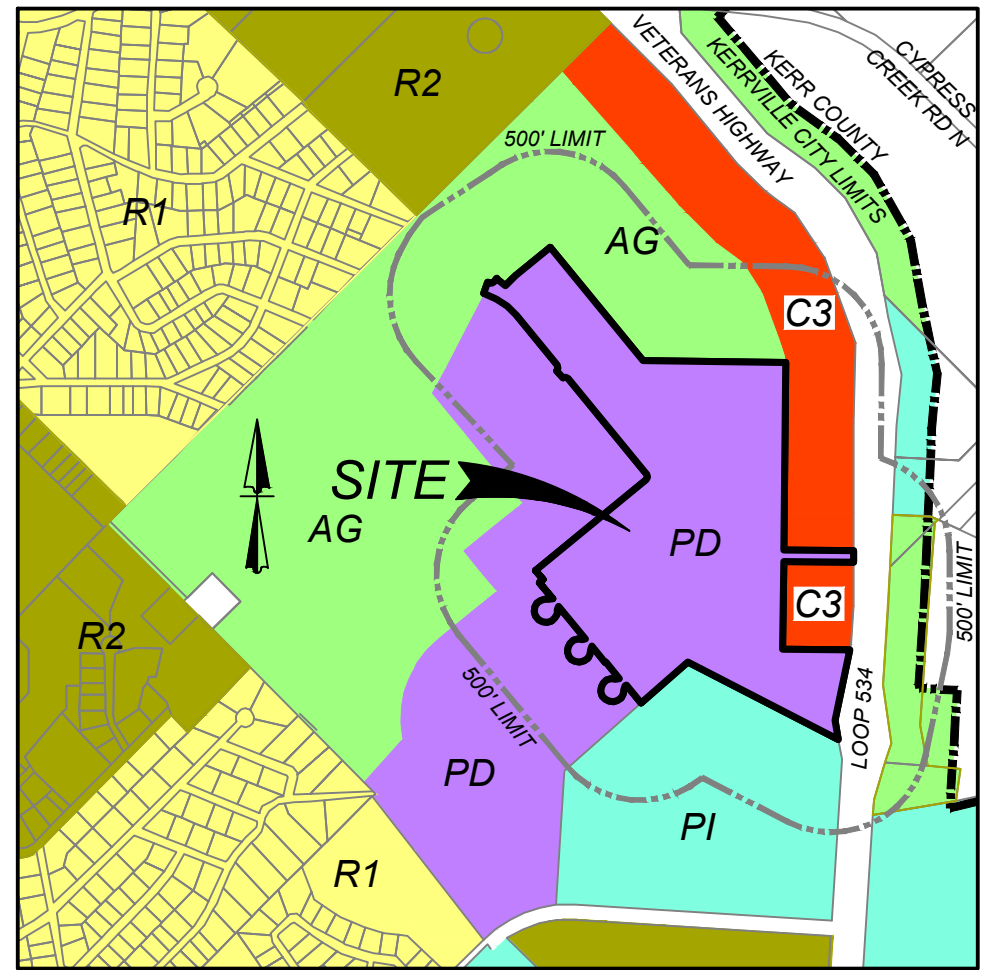 R2
VETERANS HIGHWAY
KERRVILLE CITY LIMITS
KERR COUNTY
CYPRESS
CREEK RD N
500' LIMIT
R1
AG
C3
SITE
AG
PD
C3
500' LIMIT
R2
500' LIMIT
LOOP 534
PD
PI
R1